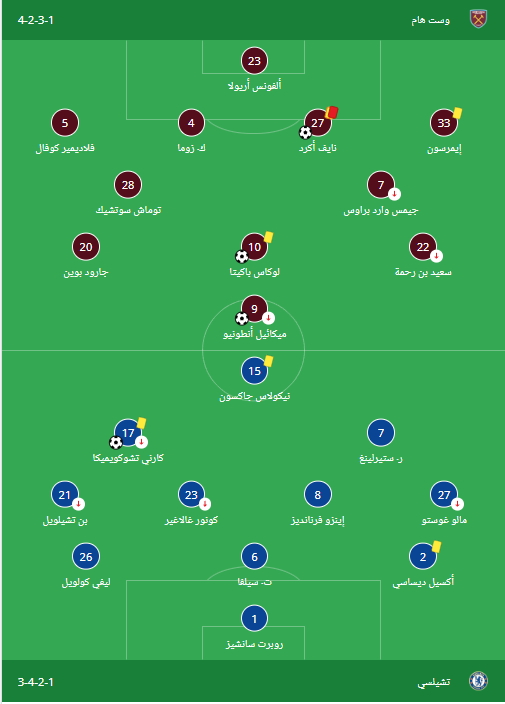 وست هام 4-2-3-1
23
ألفونس أريولا
33 27 4 5
إيمرسون نايف أكرد ك. زوما فلاديمير كوفال
7 28
جيمس وارد براوس توماش سوتشيك
22 10 20
سعيد بن رحمة لوكاس باكيتا جارود بوين
9
ميكائيل أنطونيو
15
نيكولاس جاكسون
7 17
ر. ستيرلينغ كارني تشوكويميكا
27 8 23 21
مالو غوستو إينزو فرنانديز كونور غالاغير بن تشيلويل
2 6 26
أكسيل ديساسي ت. سيلفا ليفي كولويل
1
روبرت سانشيز
تشيلسي 3-4-2-1